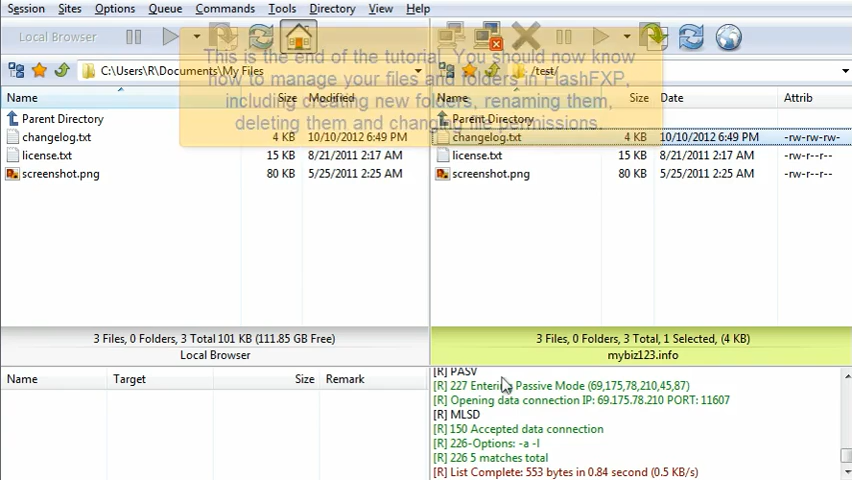 Session Sites Options Queue Commands Tools Directory View Help
Local Browser
This is the end of the tutorial. You should now know
how to manage your files and folders in FlashFXP,
including creating new folders, renaming them,
deleting them and changing file permissions.
C:\Users\R\Documents\My Files
/test/
Name Size Modified
Name Size Date Attrib
Parent Directory
changelog.txt 4 KB 10/10/2012 6:49 PM
license.txt 15 KB 8/21/2011 2:17 AM
screenshot.png 80 KB 5/25/2011 2:25 AM
Parent Directory
changelog.txt 4 KB 10/10/2012 6:49 PM -rw-rw-rw-
license.txt 15 KB 8/21/2011 2:17 AM -rw-r--r--
screenshot.png 80 KB 5/25/2011 2:25 AM -rw-r--r--
3 Files, 0 Folders, 3 Total 101 KB (111.85 GB Free)
Local Browser
3 Files, 0 Folders, 3 Total, 1 Selected, (4 KB)
mybiz123.info
Name Target Size Remark
[R] PASV
[R] 227 Entering Passive Mode (69,175,78,210,45,87)
[R] Opening data connection IP: 69.175.78.210 PORT: 11607
[R] MLSD
[R] 150 Accepted data connection
[R] 226-Options: -a -l
[R] 226 5 matches total
[R] List Complete: 553 bytes in 0.84 second (0.5 KB/s)